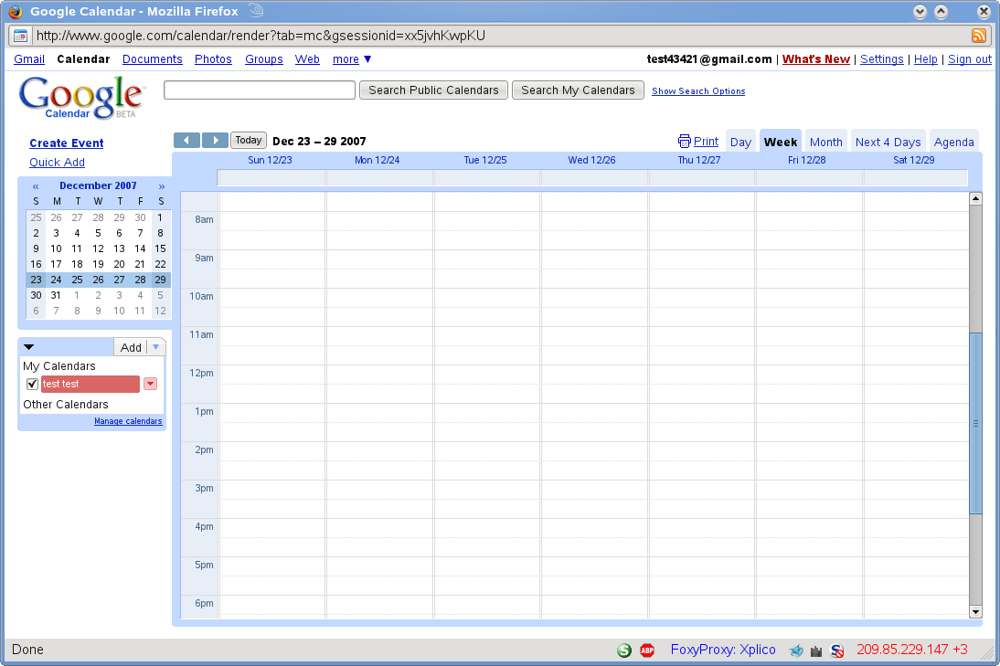 Google Calendar - Mozilla Firefox
http://www.google.com/calendar/render?tab=mc&gsessionid=xx5jvhKwpKU
Gmail Calendar Documents Photos Groups Web more ▼ test43421@gmail.com | What's New | Settings | Help | Sign out
Google™
Calendar BETA
Search Public Calendars Search My Calendars Show Search Options
Create Event
Quick Add
Today Dec 23 – 29 2007 Print Day Week Month Next 4 Days Agenda
« December 2007 »
S M T W T F S
25 26 27 28 29 30 1
2 3 4 5 6 7 8
9 10 11 12 13 14 15
16 17 18 19 20 21 22
23 24 25 26 27 28 29
30 31 1 2 3 4 5
6 7 8 9 10 11 12
Add
My Calendars
test test
Other Calendars
Manage calendars
Sun 12/23 Mon 12/24 Tue 12/25 Wed 12/26 Thu 12/27 Fri 12/28 Sat 12/29
8am
9am
10am
11am
12pm
1pm
2pm
3pm
4pm
5pm
6pm
Done S ABP FoxyProxy: Xplico S 209.85.229.147 +3